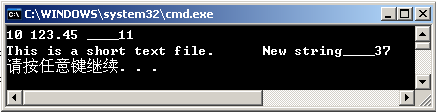 C:\WINDOWS\system32\cmd.exe
10 123.45 ____11
This is a short text file.      New string____37
请按任意键继续. . .